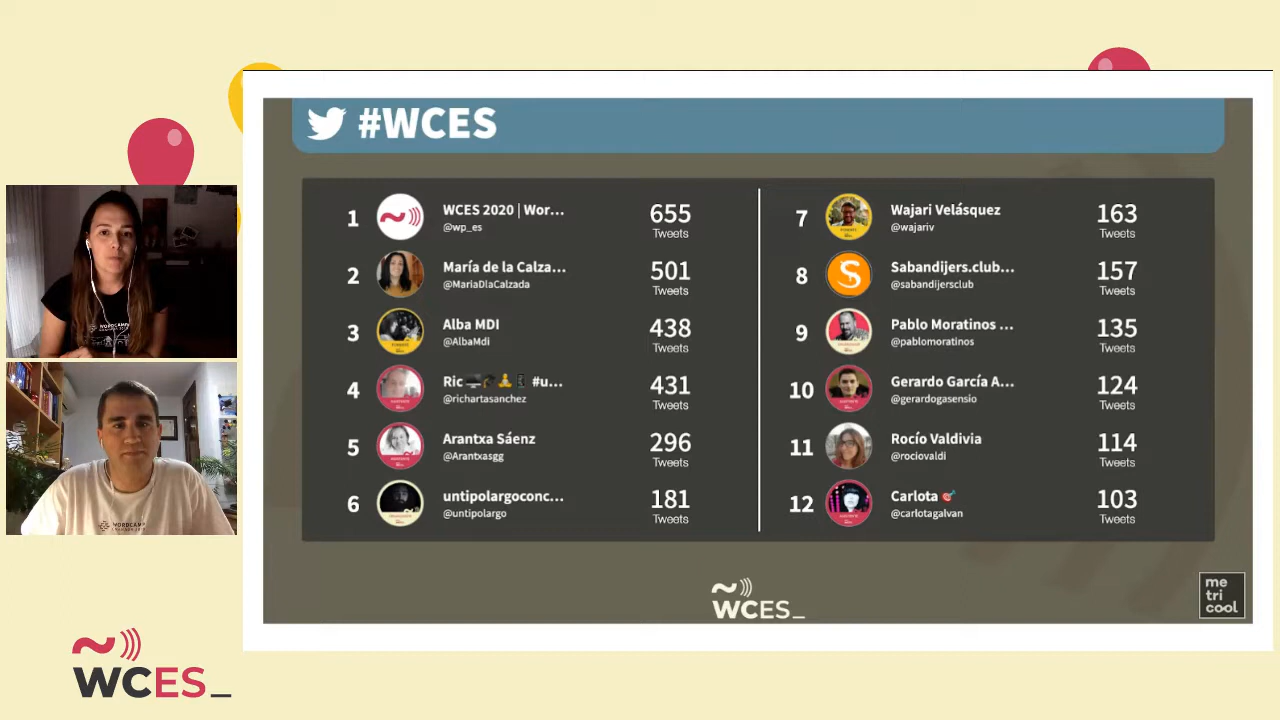 #WCES
1
WCES 2020 | Wor...
@wp_es
655
Tweets
2
María de la Calza...
@MariaDlaCalzada
501
Tweets
3
Alba MDI
@AlbaMdi
438
Tweets
4
Ric 🎓🧘 #u...
@richartasanchez
431
Tweets
5
Arantxa Sáenz
@Arantxasgg
296
Tweets
6
untipolargoconc...
@untipolargo
181
Tweets
7
Wajari Velásquez
@wajariv
163
Tweets
8
Sabandijers.club...
@sabandijersclub
157
Tweets
9
Pablo Moratinos ...
@pablomoratinos
135
Tweets
10
Gerardo García A...
@gerardogasensio
124
Tweets
11
Rocío Valdivia
@rociovaldi
114
Tweets
12
Carlota 🎯
@carlotagalvan
103
Tweets
WCES_
me
tri
cool
WORDCAMP
WORDCAMP
WCES_